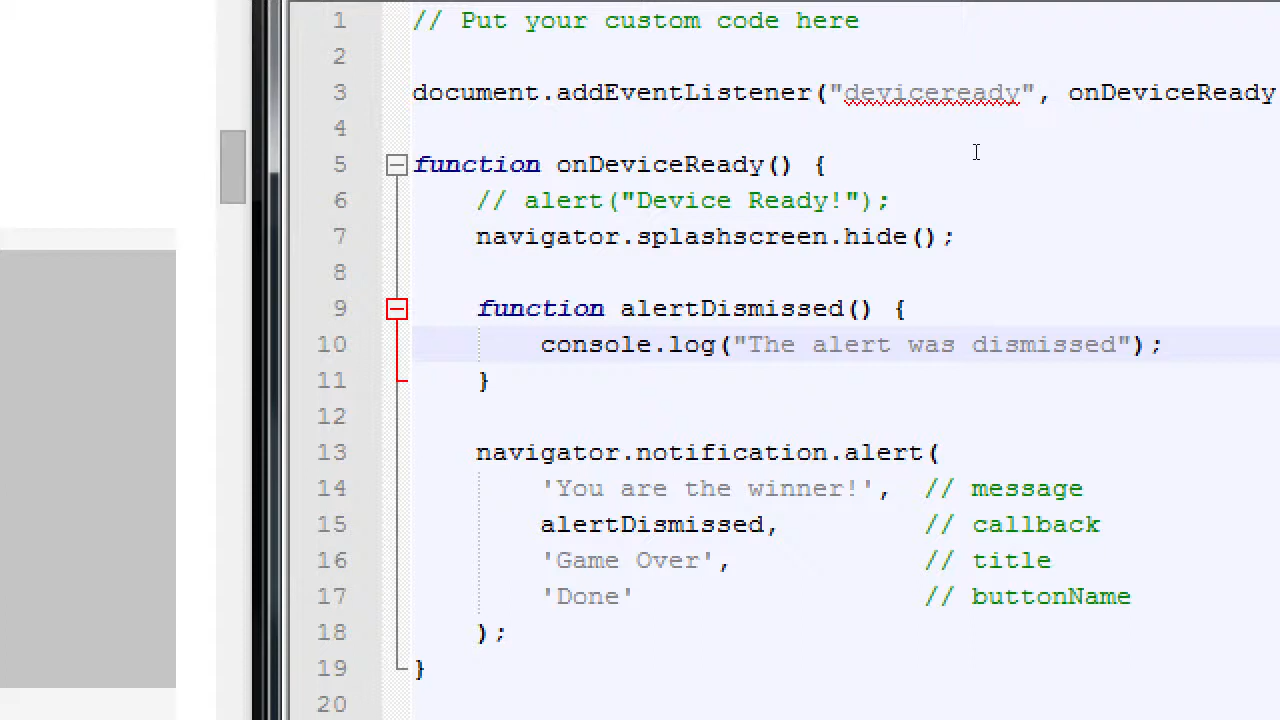 1 // Put your custom code here
2
3 document.addEventListener("deviceready", onDeviceReady
4
5 function onDeviceReady() {
6 // alert("Device Ready!");
7 navigator.splashscreen.hide();
8
9 function alertDismissed() {
10 console.log("The alert was dismissed");
11 }
12
13 navigator.notification.alert(
14 'You are the winner!', // message
15 alertDismissed, // callback
16 'Game Over', // title
17 'Done' // buttonName
18 );
19 }
20